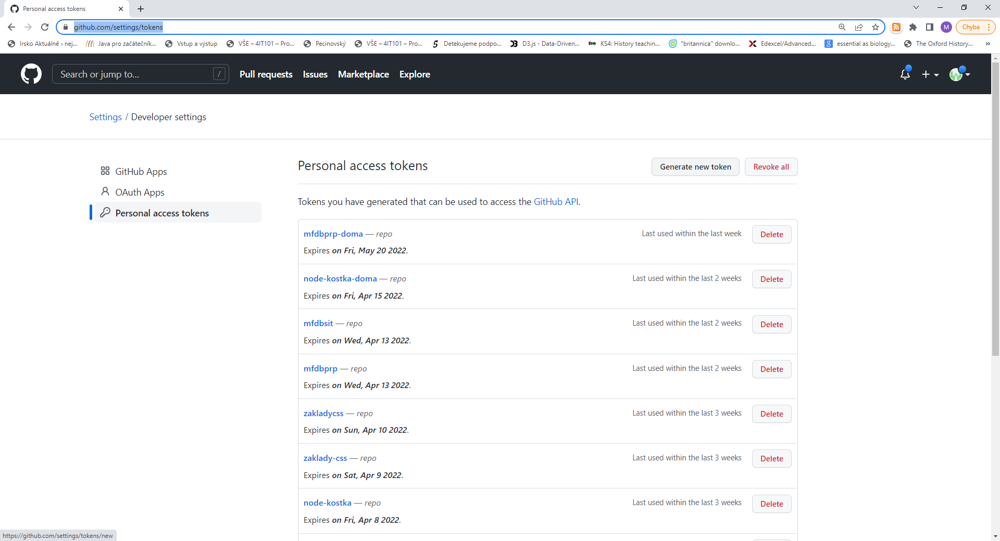 Personal access tokens
github.com/settings/tokens
M
Chyba
Irsko Aktuálně › nej...
Java pro začátečník...
Vstup a výstup
VŠE – 4IT101 – Pro...
Pecinovský
VŠE – 4IT101 – Pro...
5 Detekujeme podpo...
D3.js - Data-Driven...
tes KS4: History teachin...
"britannica" downlo...
X Edexcel/Advanced...
8 essential as biology...
The Oxford History...
»
Search or jump to... /
Pull requests
Issues
Marketplace
Explore
Settings / Developer settings
GitHub Apps
OAuth Apps
Personal access tokens
Personal access tokens
Generate new token
Revoke all
Tokens you have generated that can be used to access the GitHub API.
mfdbprp-doma — repo
Last used within the last week
Delete
Expires on Fri, May 20 2022.
node-kostka-doma — repo
Last used within the last 2 weeks
Delete
Expires on Fri, Apr 15 2022.
mfdbsit — repo
Last used within the last 2 weeks
Delete
Expires on Wed, Apr 13 2022.
mfdbprp — repo
Last used within the last 2 weeks
Delete
Expires on Wed, Apr 13 2022.
zakladycss — repo
Last used within the last 3 weeks
Delete
Expires on Sun, Apr 10 2022.
zaklady-css — repo
Last used within the last 3 weeks
Delete
Expires on Sat, Apr 9 2022.
node-kostka — repo
Last used within the last 3 weeks
Delete
Expires on Fri, Apr 8 2022.
https://github.com/settings/tokens/new